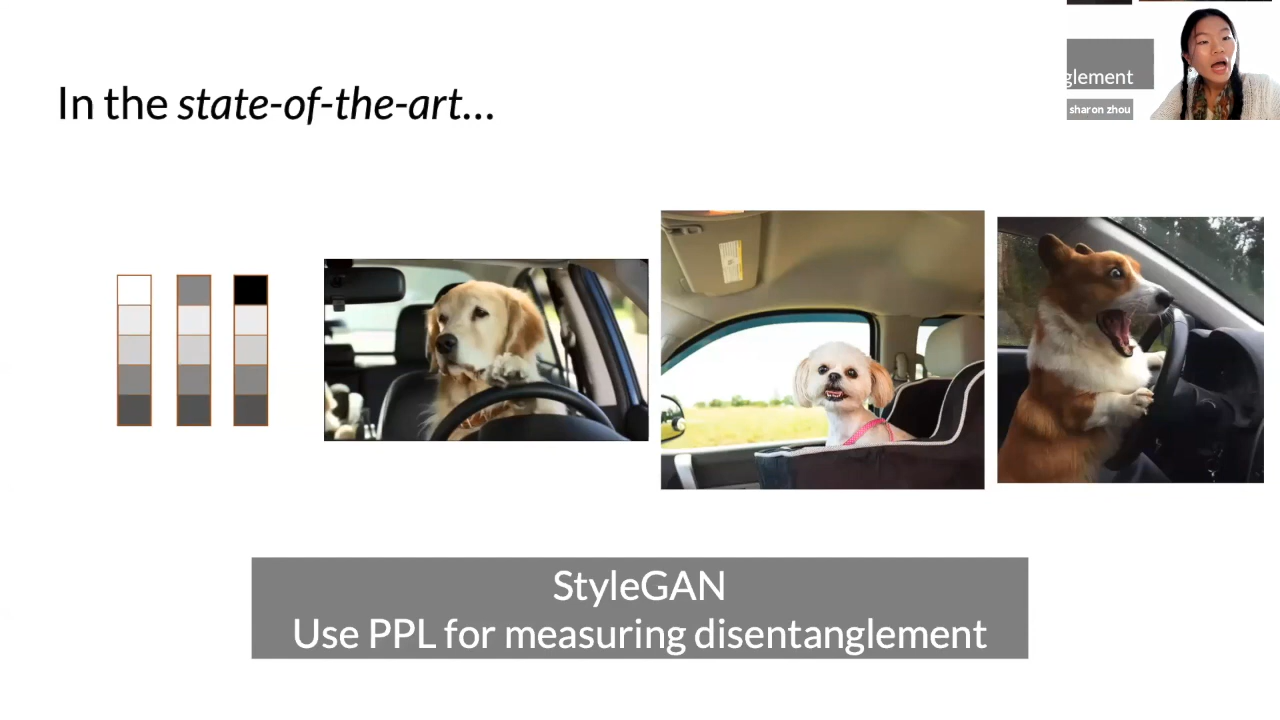 In the state-of-the-art...
glement
sharon zhou
StyleGAN
Use PPL for measuring disentanglement